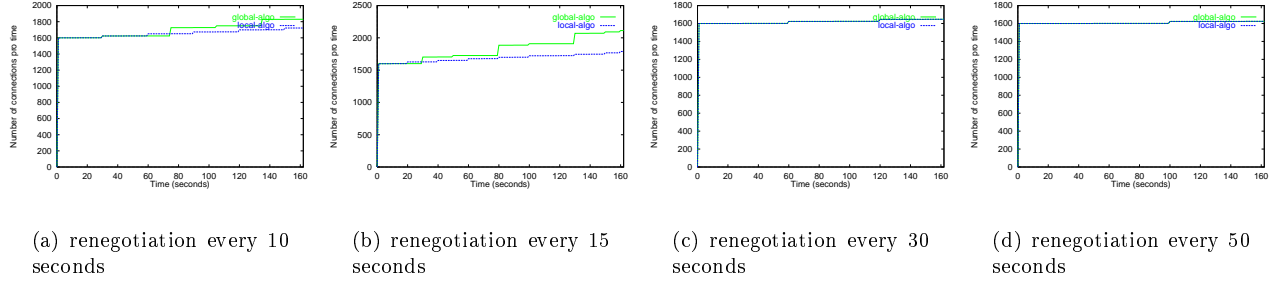 Number of connections pro time
2000
1800
1600
1400
1200
1000
800
600
400
200
0
0 20 40 60 80 100 120 140 160
Time (seconds)
global-algo
local-algo
(a) renegotiation every 10
seconds
Number of connections pro time
2500
2000
1500
1000
500
0
0 20 40 60 80 100 120 140 160
Time (seconds)
global-algo
local-algo
(b) renegotiation every 15
seconds
Number of connections pro time
1800
1600
1400
1200
1000
800
600
400
200
0
0 20 40 60 80 100 120 140 160
Time (seconds)
global-algo
local-algo
(c) renegotiation every 30
seconds
Number of connections pro time
1800
1600
1400
1200
1000
800
600
400
200
0
0 20 40 60 80 100 120 140 160
Time (seconds)
global-algo
local-algo
(d) renegotiation every 50
seconds